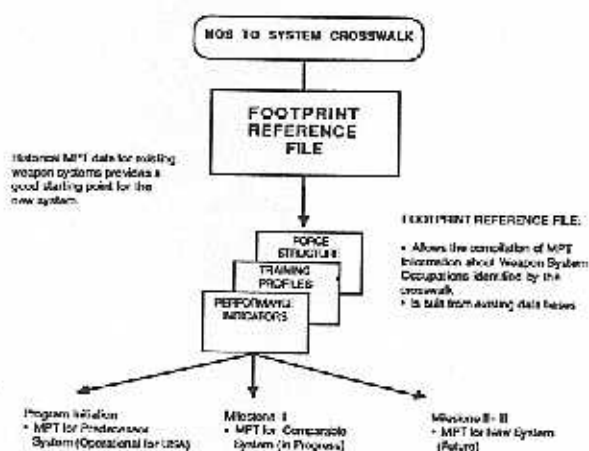 MOS TO SYSTEM CROSSWALK
FOOTPRINT
REFERENCE
FILE
Historical MPT data for existing
weapon systems provides a
good starting point for the
new system.
FOOTPRINT REFERENCE FILE:
• Allows the compilation of MPT
Information about Weapon System
Occupations identified by the
crosswalk
• Is built from existing data bases
FORCE
STRUCTURE
TRAINING
PROFILES
PERFORMANCE
INDICATORS
Program Initiation
• MPT for Predecessor
System (Operational for USA)
Milestone
• MPT for Comparable
System (In Progress)
Milestone II - III
• MPT for New System
(Future)